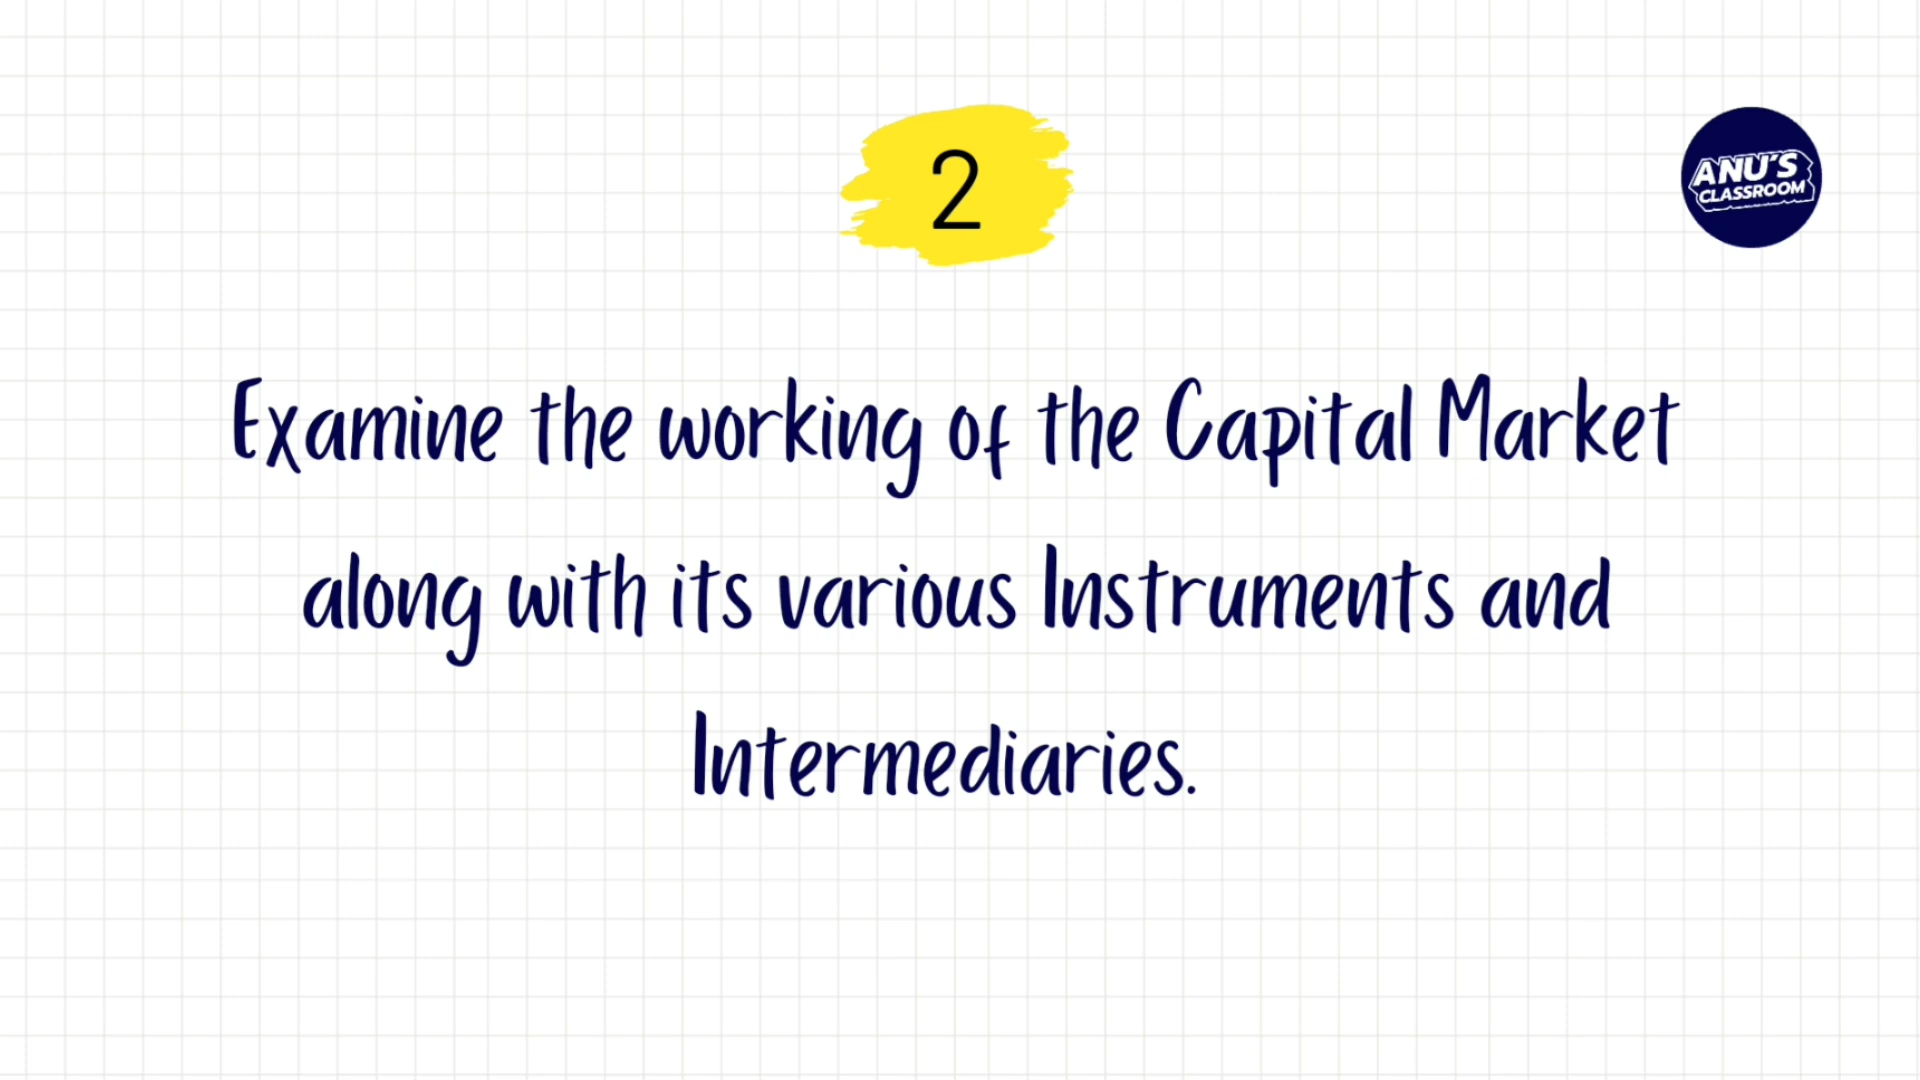 2
ANU'S
CLASSROOM
Examine the working of the Capital Market
along with its various Instruments and
Intermediaries.